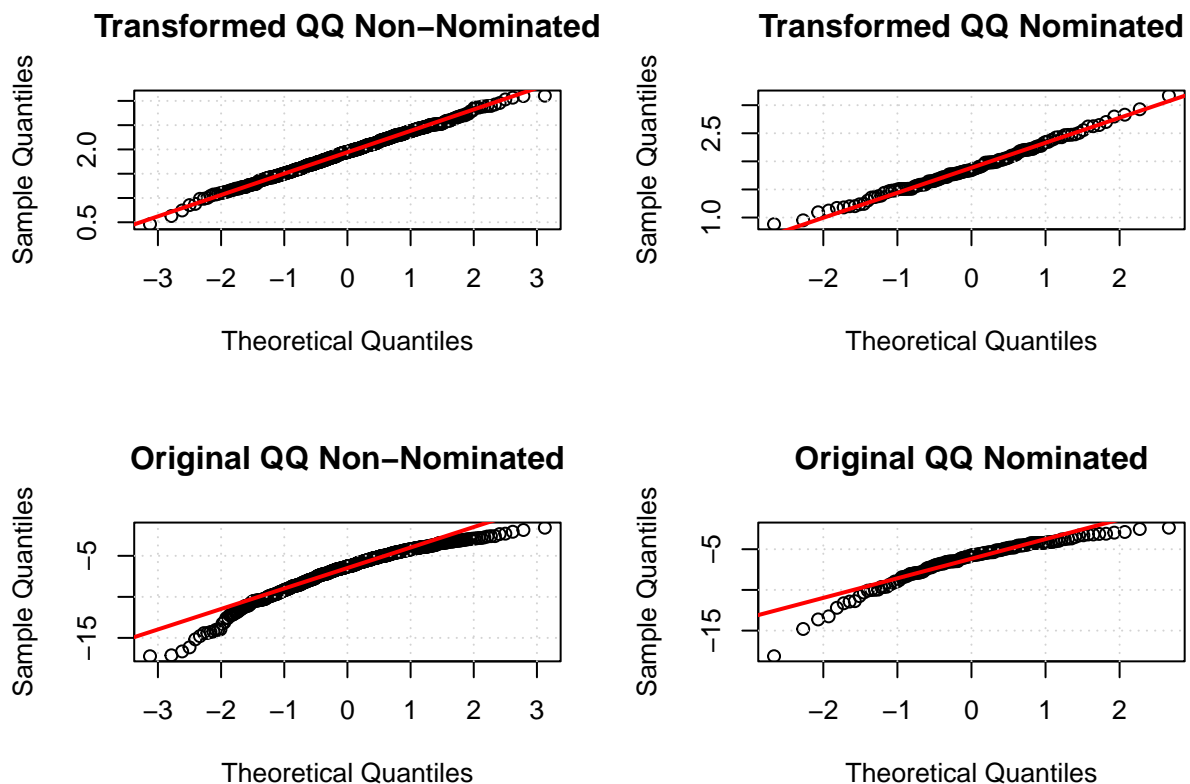 Transformed QQ Non−Nominated
Sample Quantiles
0.5 2.0
−3 −2 −1 0 1 2 3
Theoretical Quantiles
Transformed QQ Nominated
Sample Quantiles
1.0 2.5
−2 −1 0 1 2
Theoretical Quantiles
Original QQ Non−Nominated
Sample Quantiles
−15 −5
−3 −2 −1 0 1 2 3
Theoretical Quantiles
Original QQ Nominated
Sample Quantiles
−15 −5
−2 −1 0 1 2
Theoretical Quantiles